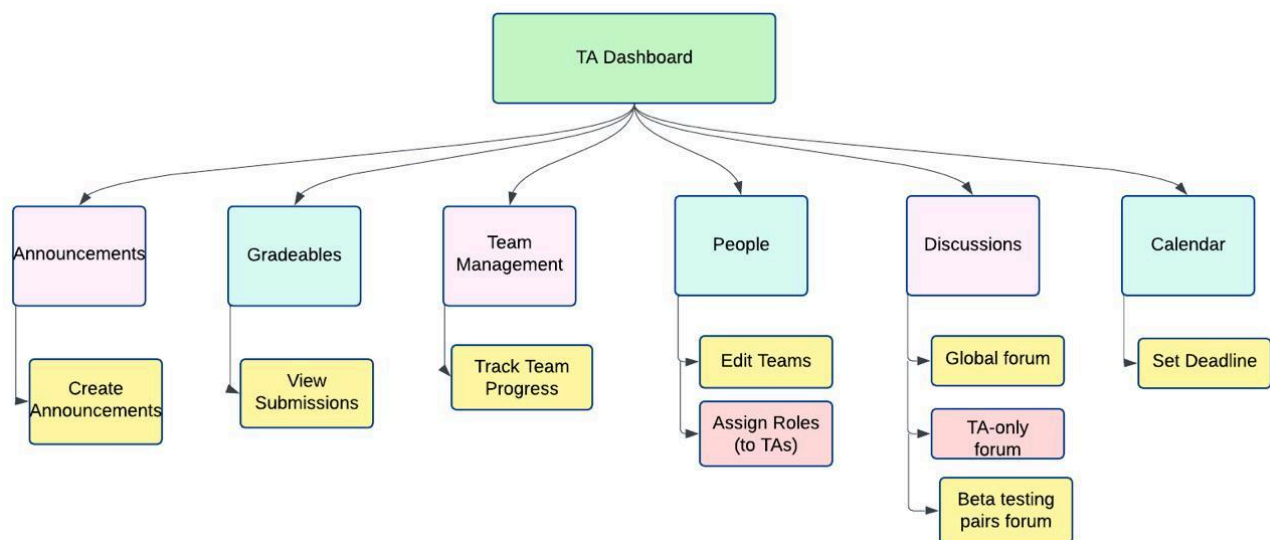 TA Dashboard
Announcements
Gradeables
Team
Management
People
Discussions
Calendar
Create
Announcements
View
Submissions
Track Team
Progress
Edit Teams
Assign Roles
(to TAs)
Global forum
TA-only
forum
Beta testing
pairs forum
Set Deadline